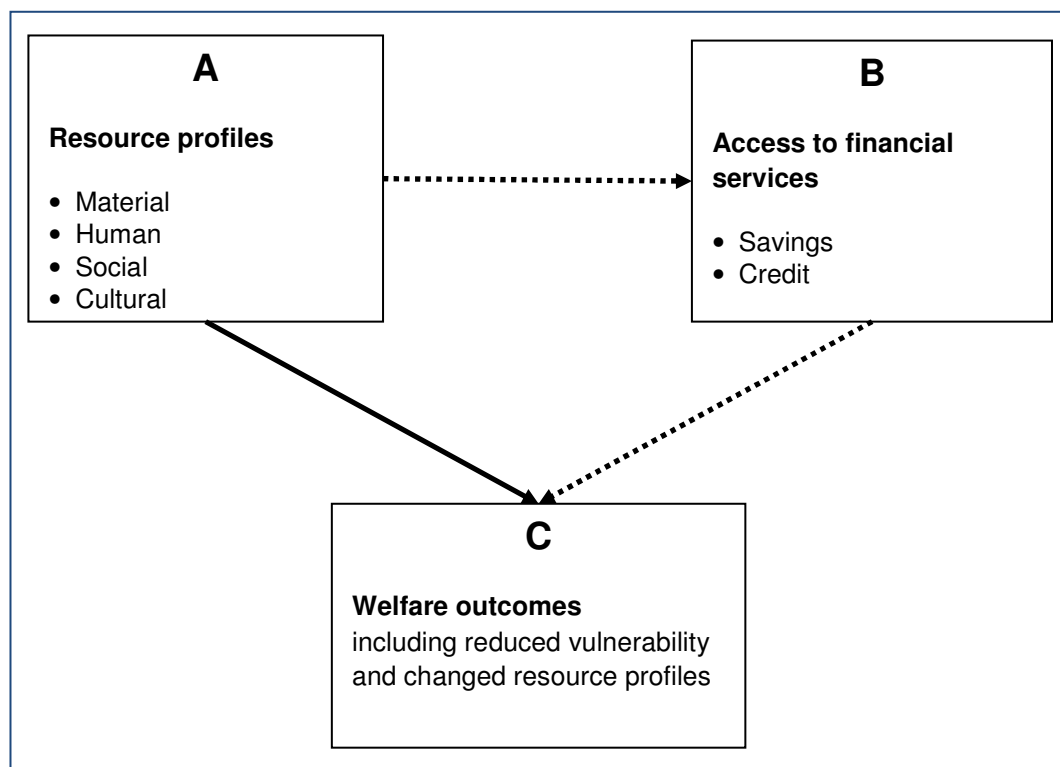 A
Resource profiles
• Material
• Human
• Social
• Cultural
B
Access to financial
services
• Savings
• Credit
C
Welfare outcomes
including reduced vulnerability
and changed resource profiles